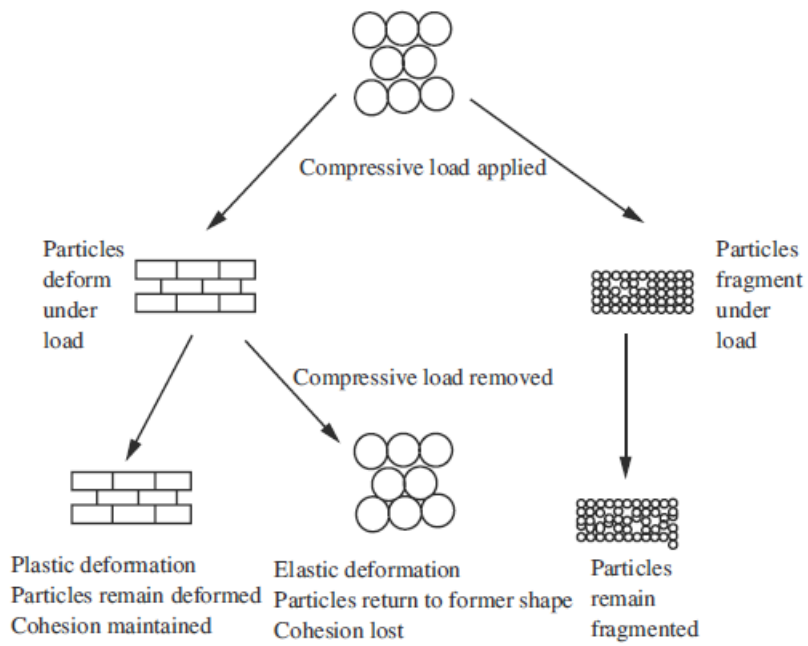 Compressive load applied
Particles
deform
under
load
Particles
fragment
under
load
Compressive load removed
Plastic deformation
Particles remain deformed
Cohesion maintained
Elastic deformation
Particles return to former shape
Cohesion lost
Particles
remain
fragmented